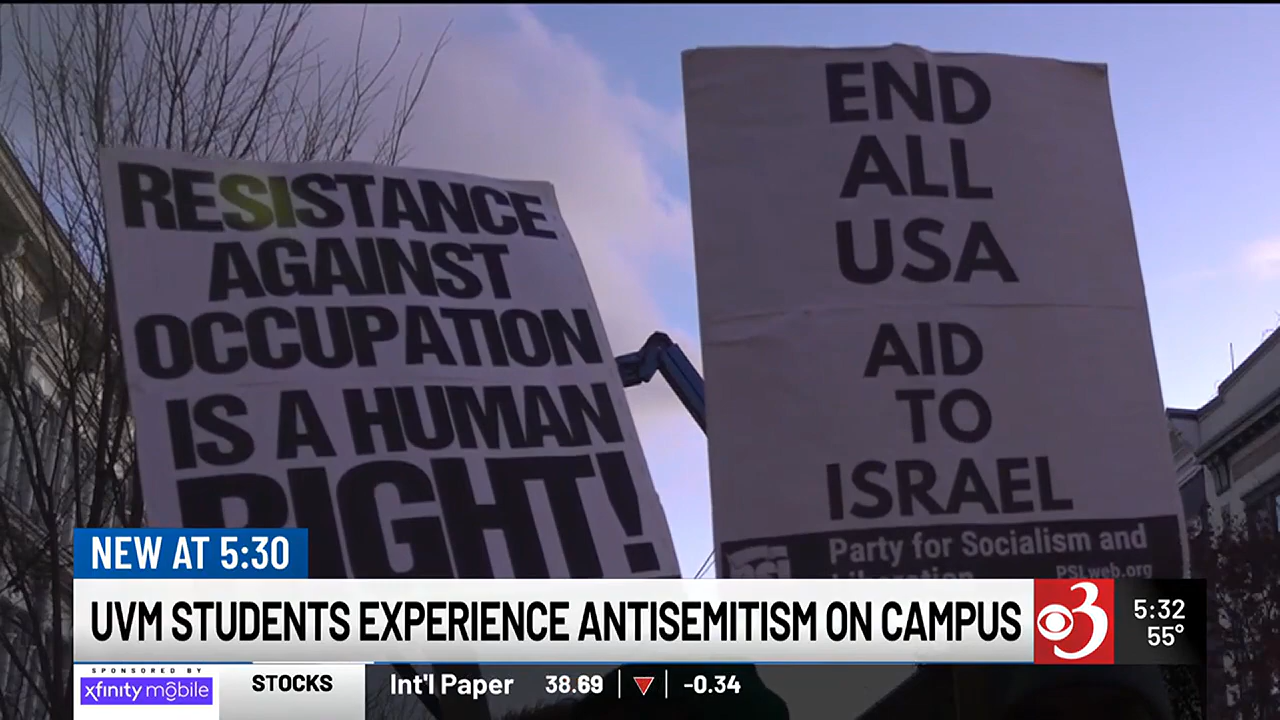 RESISTANCE
AGAINST
OCCUPATION
IS A HUMAN
RIGHT!
END
ALL
USA
AID
TO
ISRAEL
Party for Socialism and
Liberation
PSLweb.org
PSL
NEW AT 5:30
UVM STUDENTS EXPERIENCE ANTISEMITISM ON CAMPUS
3
5:32
55°
SPONSORED BY
xfinity mobile
STOCKS
Int'l Paper 38.69 -0.34